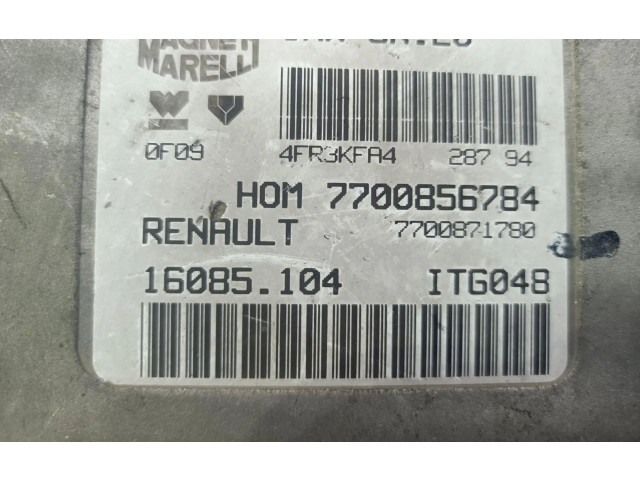 MAGNETI
MARELLI
0F09 4FR3KFA4 287 94
HOM 7700856784
RENAULT 7700871780
16085.104 ITG048